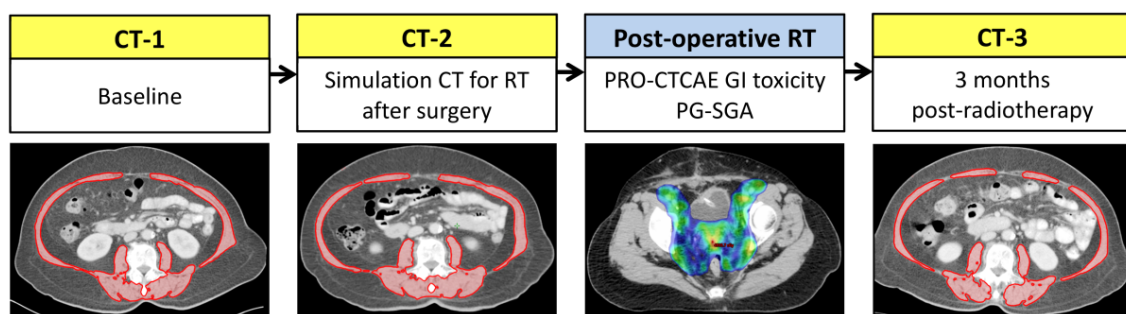 CT-1
Baseline
CT-2
Simulation CT for RT
after surgery
Post-operative RT
PRO-CTCAE GI toxicity
PG-SGA
CT-3
3 months
post-radiotherapy